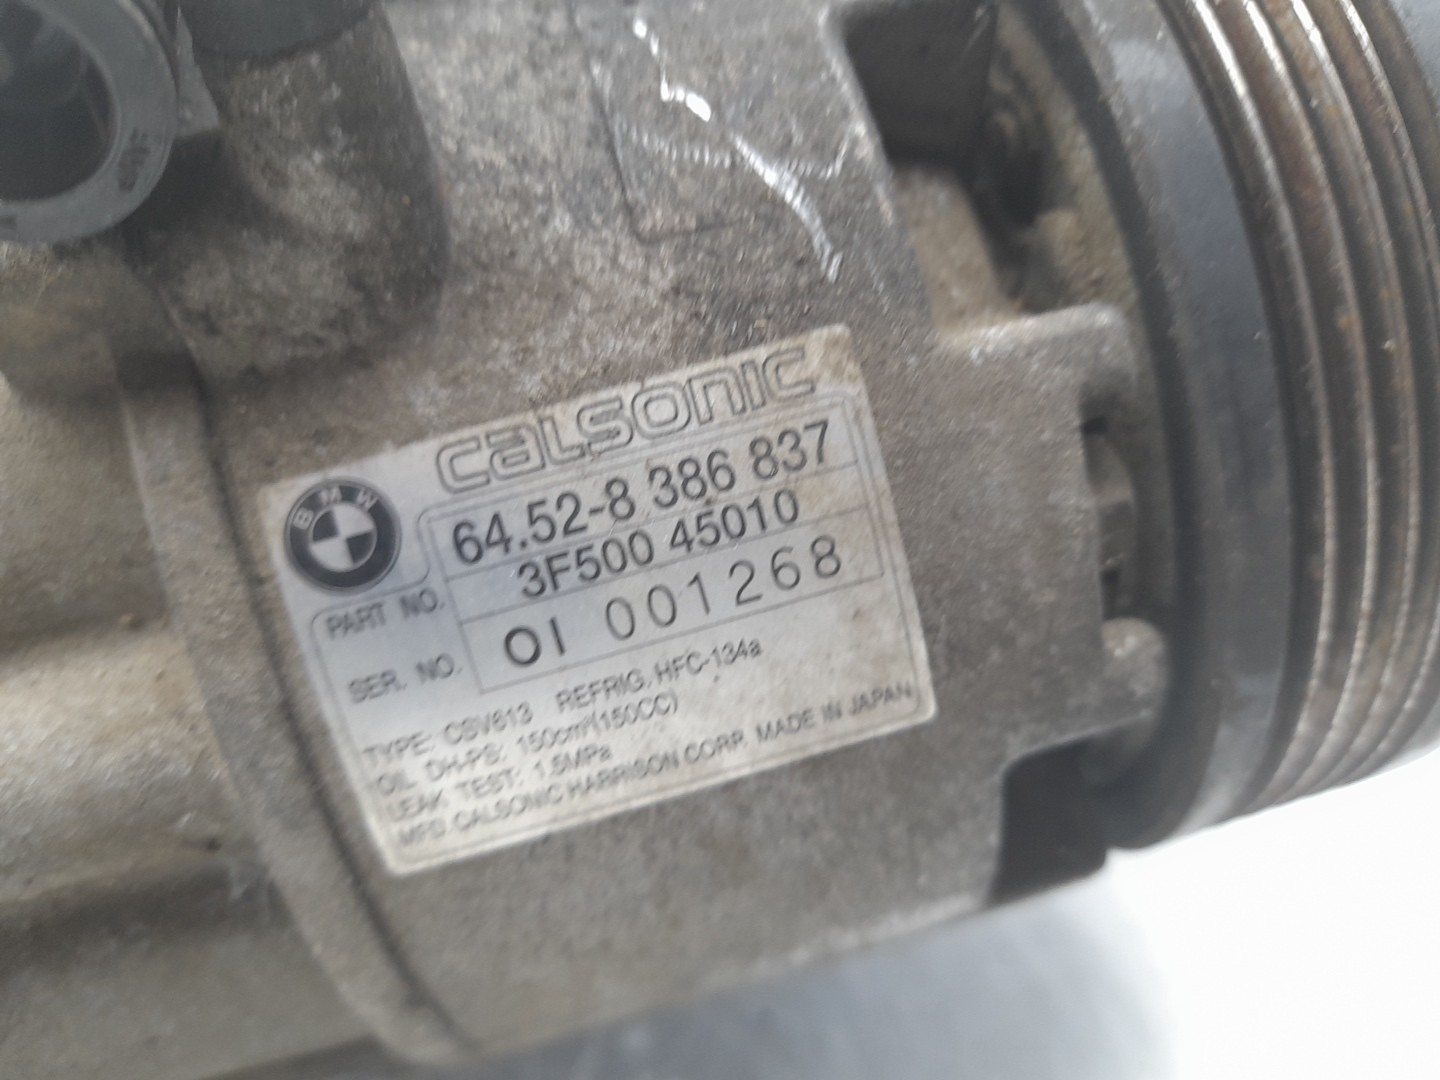 CALSONIC
BMW
64.52-8 386 837
PART NO. 3F500 45010
SER. NO. OI 001268
TYPE: CSV613 REFRIG. HFC-134a
OIL DH-PS: 150cm³(150CC)
LEAK TEST: 1.5MPa
MFD CALSONIC HARRISON CORP. MADE IN JAPAN